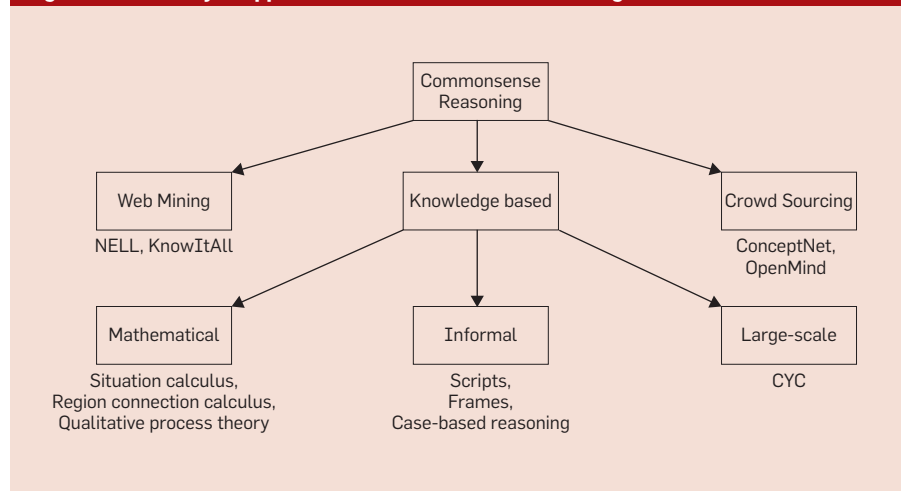 Commonsense
Reasoning
Web Mining
Knowledge based
Crowd Sourcing
NELL, KnowItAll
ConceptNet,
OpenMind
Mathematical
Informal
Large-scale
Situation calculus,
Region connection calculus,
Qualitative process theory
Scripts,
Frames,
Case-based reasoning
CYC